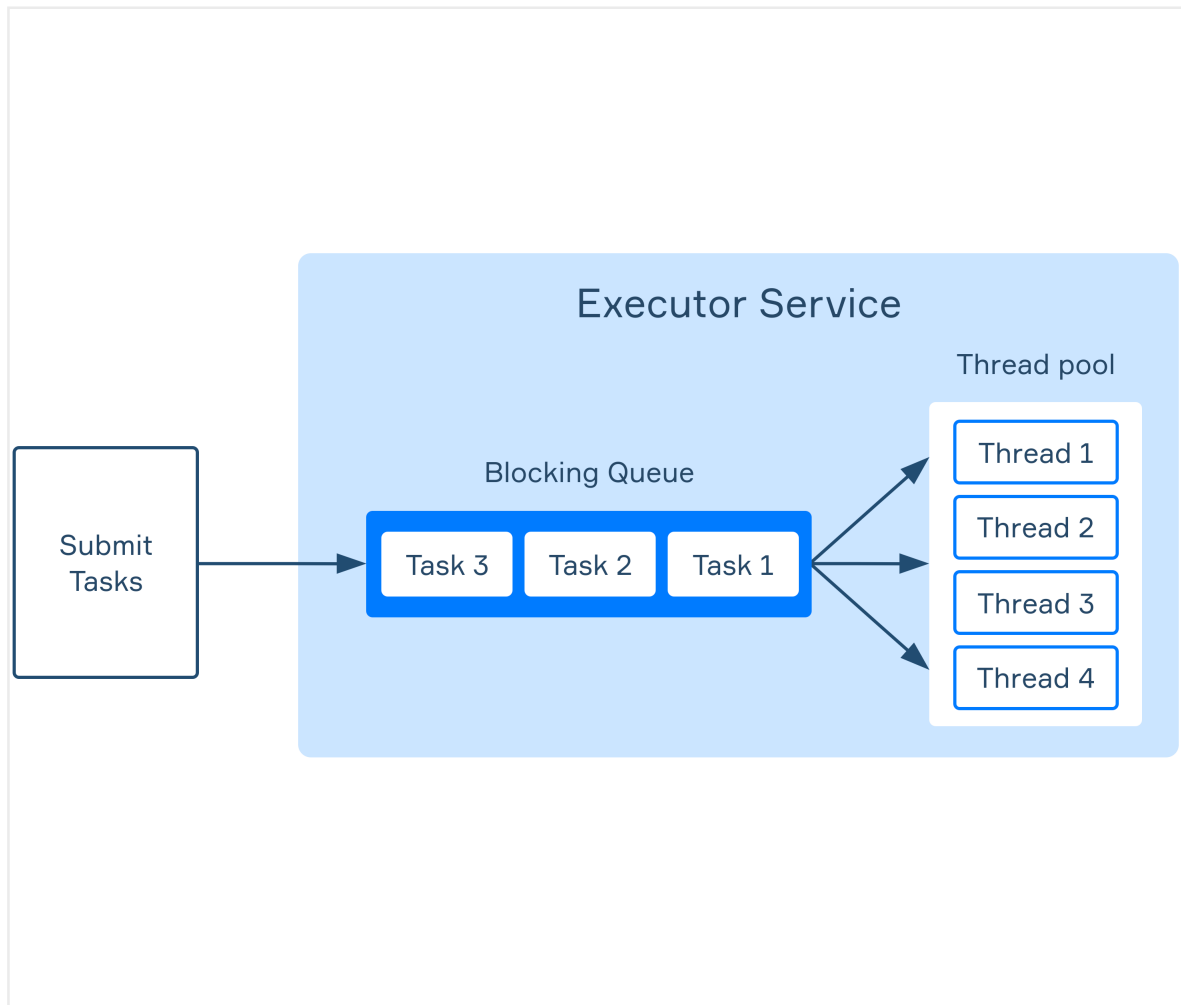 Executor Service
Thread pool
Thread 1
Blocking Queue
Thread 2
Submit
Tasks
Task 3
Task 2
Task 1
Thread 3
Thread 4